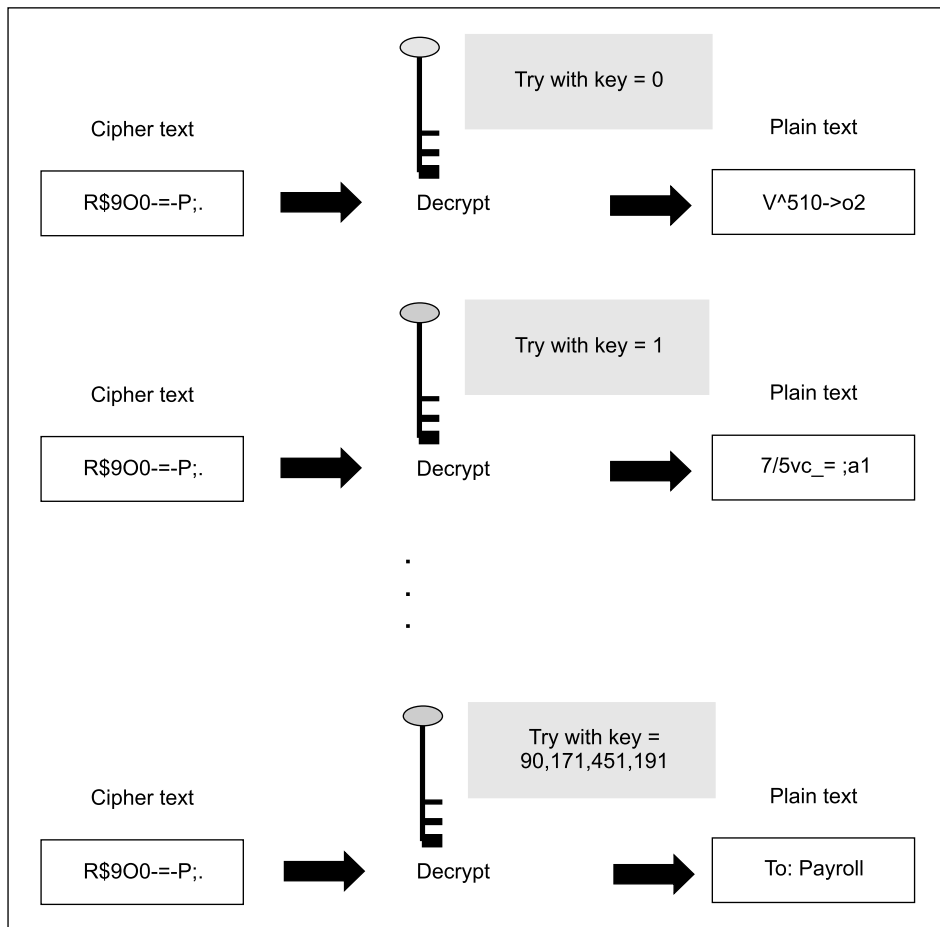 Try with key = 0
Cipher text
Plain text
R$9O0-=-P;.
Decrypt
V^510->o2
Try with key = 1
Cipher text
Plain text
R$9O0-=-P;.
Decrypt
7/5vc_= ;a1
.
.
.
Try with key =
90,171,451,191
Cipher text
Plain text
R$9O0-=-P;.
Decrypt
To: Payroll